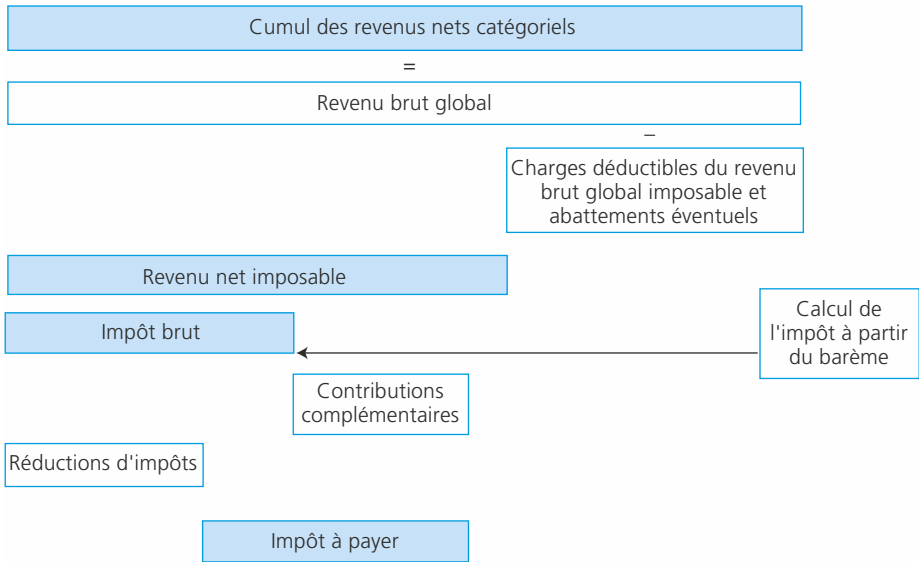 Cumul des revenus nets catégoriels
=
Revenu brut global
–
Charges déductibles du revenu
brut global imposable et
abattements éventuels
Revenu net imposable
Impôt brut
Calcul de
l'impôt à partir
du barème
Contributions
complémentaires
Réductions d'impôts
Impôt à payer